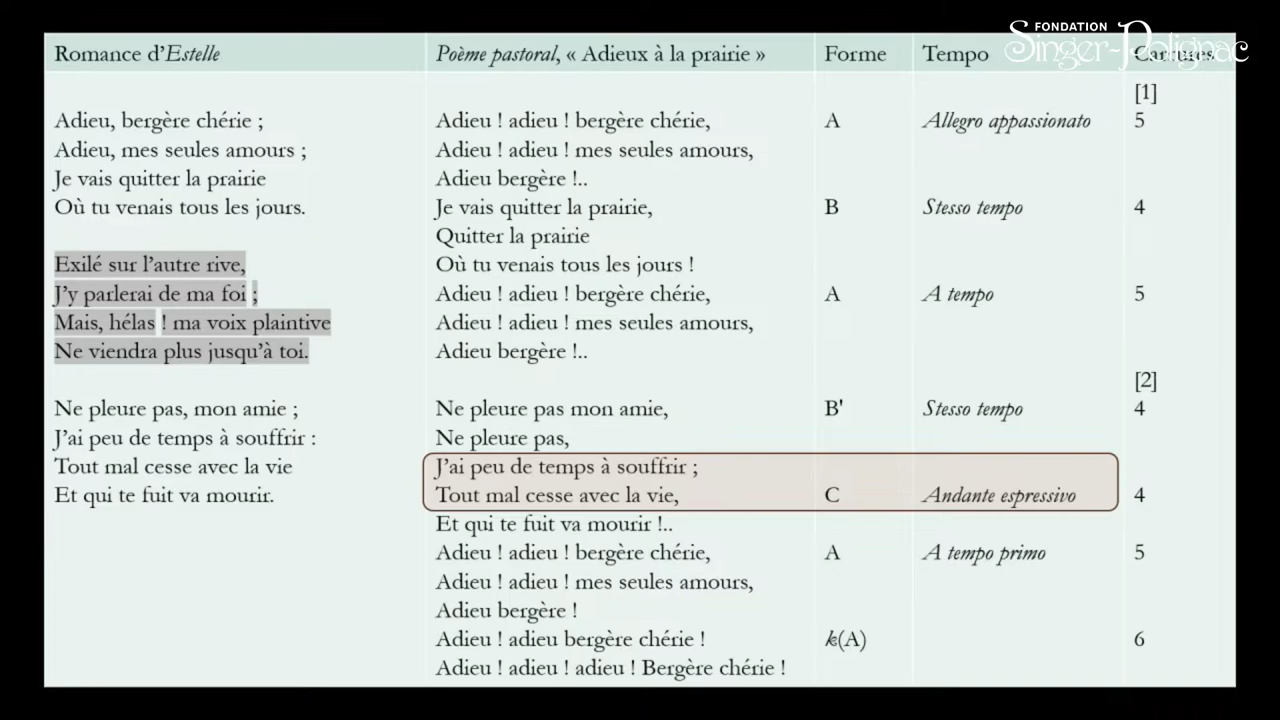 FONDATION
Singer-Polignac
Romance d'Estelle
Poème pastoral, « Adieux à la prairie »
Forme
Tempo
Carrures
Adieu, bergère chérie ;
Adieu, mes seules amours ;
Je vais quitter la prairie
Où tu venais tous les jours.
Exilé sur l'autre rive,
J'y parlerai de ma foi ;
Mais, hélas ! ma voix plaintive
Ne viendra plus jusqu'à toi.
Ne pleure pas, mon amie ;
J'ai peu de temps à souffrir :
Tout mal cesse avec la vie
Et qui te fuit va mourir.
Adieu ! adieu ! bergère chérie,
Adieu ! adieu ! mes seules amours,
Adieu bergère !..
Je vais quitter la prairie,
Quitter la prairie
Où tu venais tous les jours !
Adieu ! adieu ! bergère chérie,
Adieu ! adieu ! mes seules amours,
Adieu bergère !..
Ne pleure pas mon amie,
Ne pleure pas,
J'ai peu de temps à souffrir ;
Tout mal cesse avec la vie,
Et qui te fuit va mourir !..
Adieu ! adieu ! bergère chérie,
Adieu ! adieu ! mes seules amours,
Adieu bergère !
Adieu ! adieu bergère chérie !
Adieu ! adieu ! adieu ! Bergère chérie !
A
B
A
B'
C
A
k(A)
Allegro appassionato
Stesso tempo
A tempo
Stesso tempo
Andante espressivo
A tempo primo
[1]
5
4
5
[2]
4
4
5
6